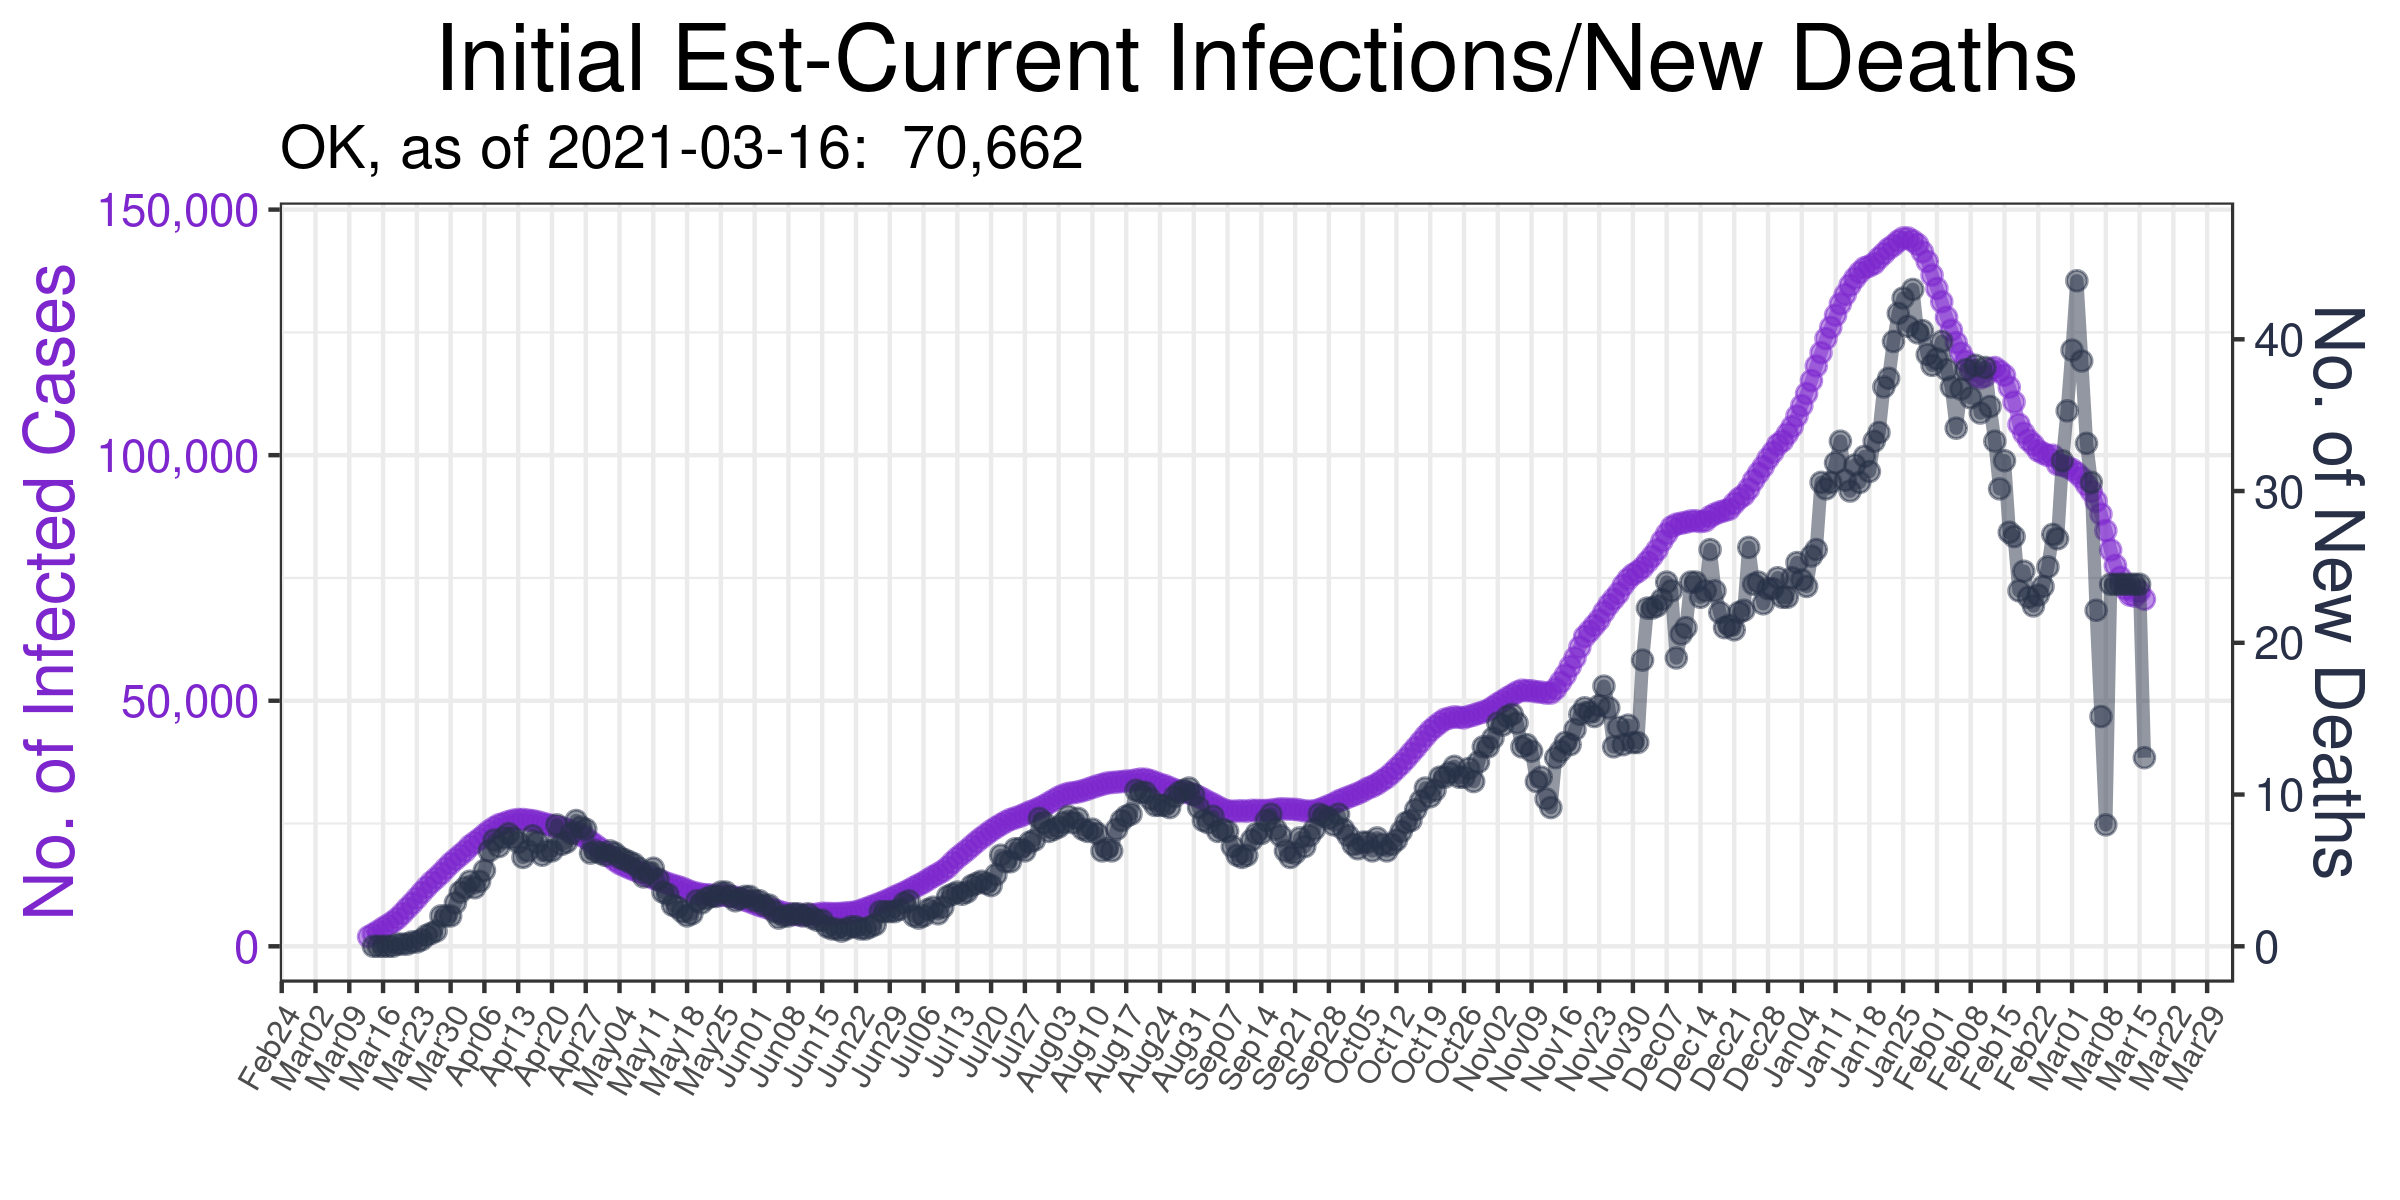 Initial Est-Current Infections/New Deaths
OK, as of 2021-03-16:  70,662
No. of Infected Cases
150,000
100,000
50,000
0
No. of New Deaths
40
30
20
10
0
Feb24
Mar02
Mar09
Mar16
Mar23
Mar30
Apr06
Apr13
Apr20
Apr27
May04
May11
May18
May25
Jun01
Jun08
Jun15
Jun22
Jun29
Jul06
Jul13
Jul20
Jul27
Aug03
Aug10
Aug17
Aug24
Aug31
Sep07
Sep14
Sep21
Sep28
Oct05
Oct12
Oct19
Oct26
Nov02
Nov09
Nov16
Nov23
Nov30
Dec07
Dec14
Dec21
Dec28
Jan04
Jan11
Jan18
Jan25
Feb01
Feb08
Feb15
Feb22
Mar01
Mar08
Mar15
Mar22
Mar29